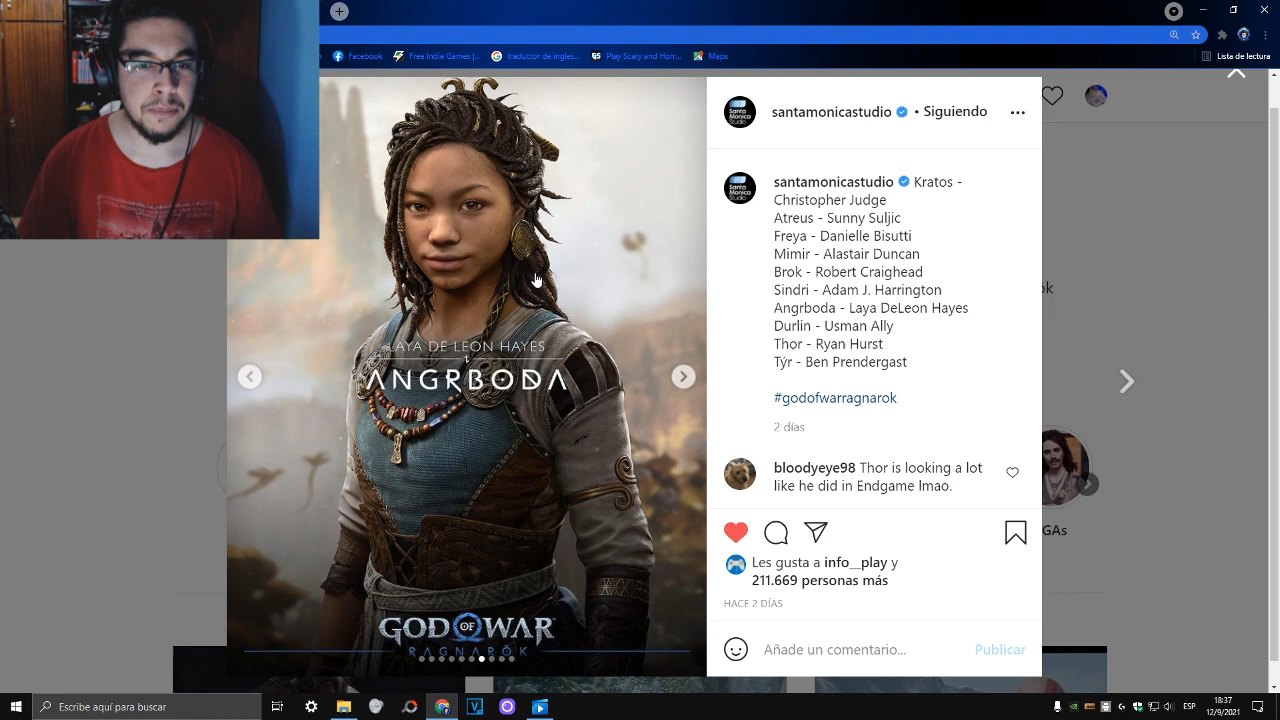 Facebook
Free Indie Games |...
traductor de ingles...
Play Scary and Horr...
Maps
Lista de lectura
Santa
Monica
Studio
santamonicastudio • Siguiendo
santamonicastudio Kratos -
Christopher Judge
Atreus - Sunny Suljic
Freya - Danielle Bisutti
Mimir - Alastair Duncan
Brok - Robert Craighead
Sindri - Adam J. Harrington
Angrboda - Laya DeLeon Hayes
Durlin - Usman Ally
Thor - Ryan Hurst
Týr - Ben Prendergast
#godofwarragnarok
2 días
bloodyeye98 Thor is looking a lot
like he did in Endgame lmao.
Les gusta a info__play y
211.669 personas más
HACE 2 DÍAS
Añade un comentario...
Publicar
LAYA DE LEON HAYES
ANGRBODA
GOD OF WAR
RAGNARÖK
GAs
Escribe aquí para buscar
18:37